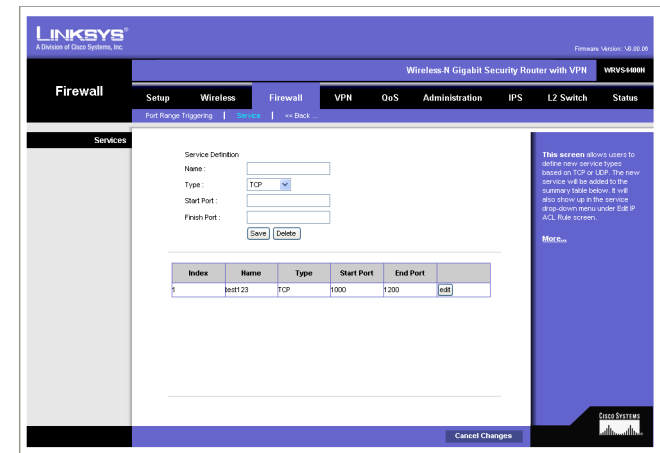 LINKSYS®
A Division of Cisco Systems, Inc.
Firmware Version: V0.00.06
Wireless-N Gigabit Security Router with VPN WRVS4400N
Firewall
Setup Wireless Firewall VPN QoS Administration IPS L2 Switch Status
Port Range Triggering | Service | << Back ...
Services
Service Definition
Name :
Type : TCP
Start Port :
Finish Port :
Save Delete
Index Name Type Start Port End Port
1 test123 TCP 1000 1200 edit
This screen allows users to
define new service types
based on TCP or UDP. The new
service will be added to the
summary table below. It will
also show up in the service
drop-down menu under Edit IP
ACL Rule screen.
More...
Cancel Changes
CISCO SYSTEMS